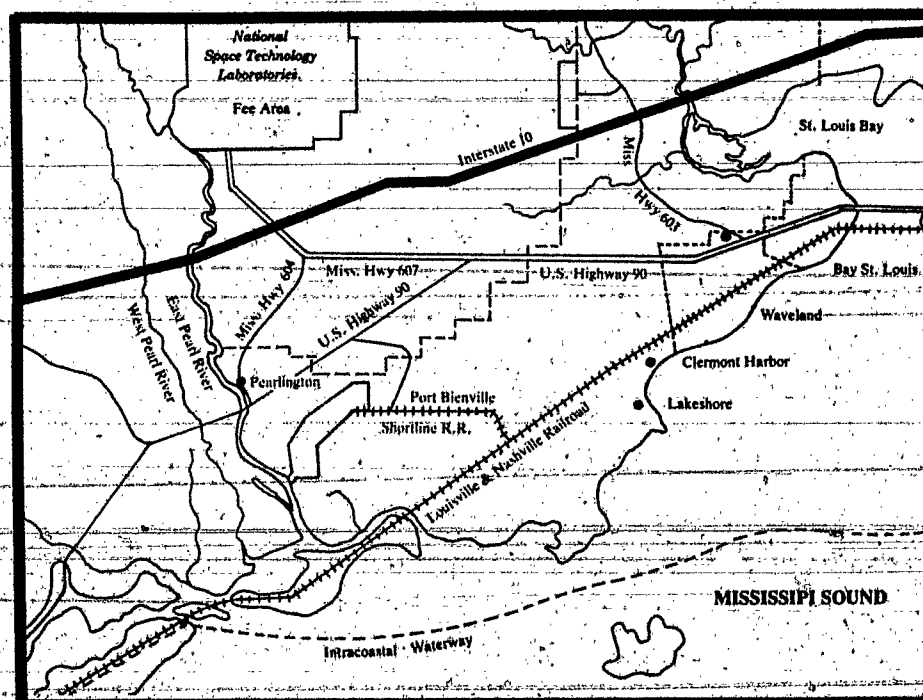 National
Space Technology
Laboratories
Fee Area
St. Louis Bay
Interstate 10
Miss
Hwy 603
Miss. Hwy 604
Miss. Hwy 607
U.S. Highway 90
U.S. Highway 90
Bay St. Louis
Waveland
West Pearl River
East Pearl River
Pearlington
Clermont Harbor
Port Bienville
Lakeshore
Shortline R.R.
Louisville & Nashville Railroad
MISSISSIPI SOUND
Intracoastal Waterway